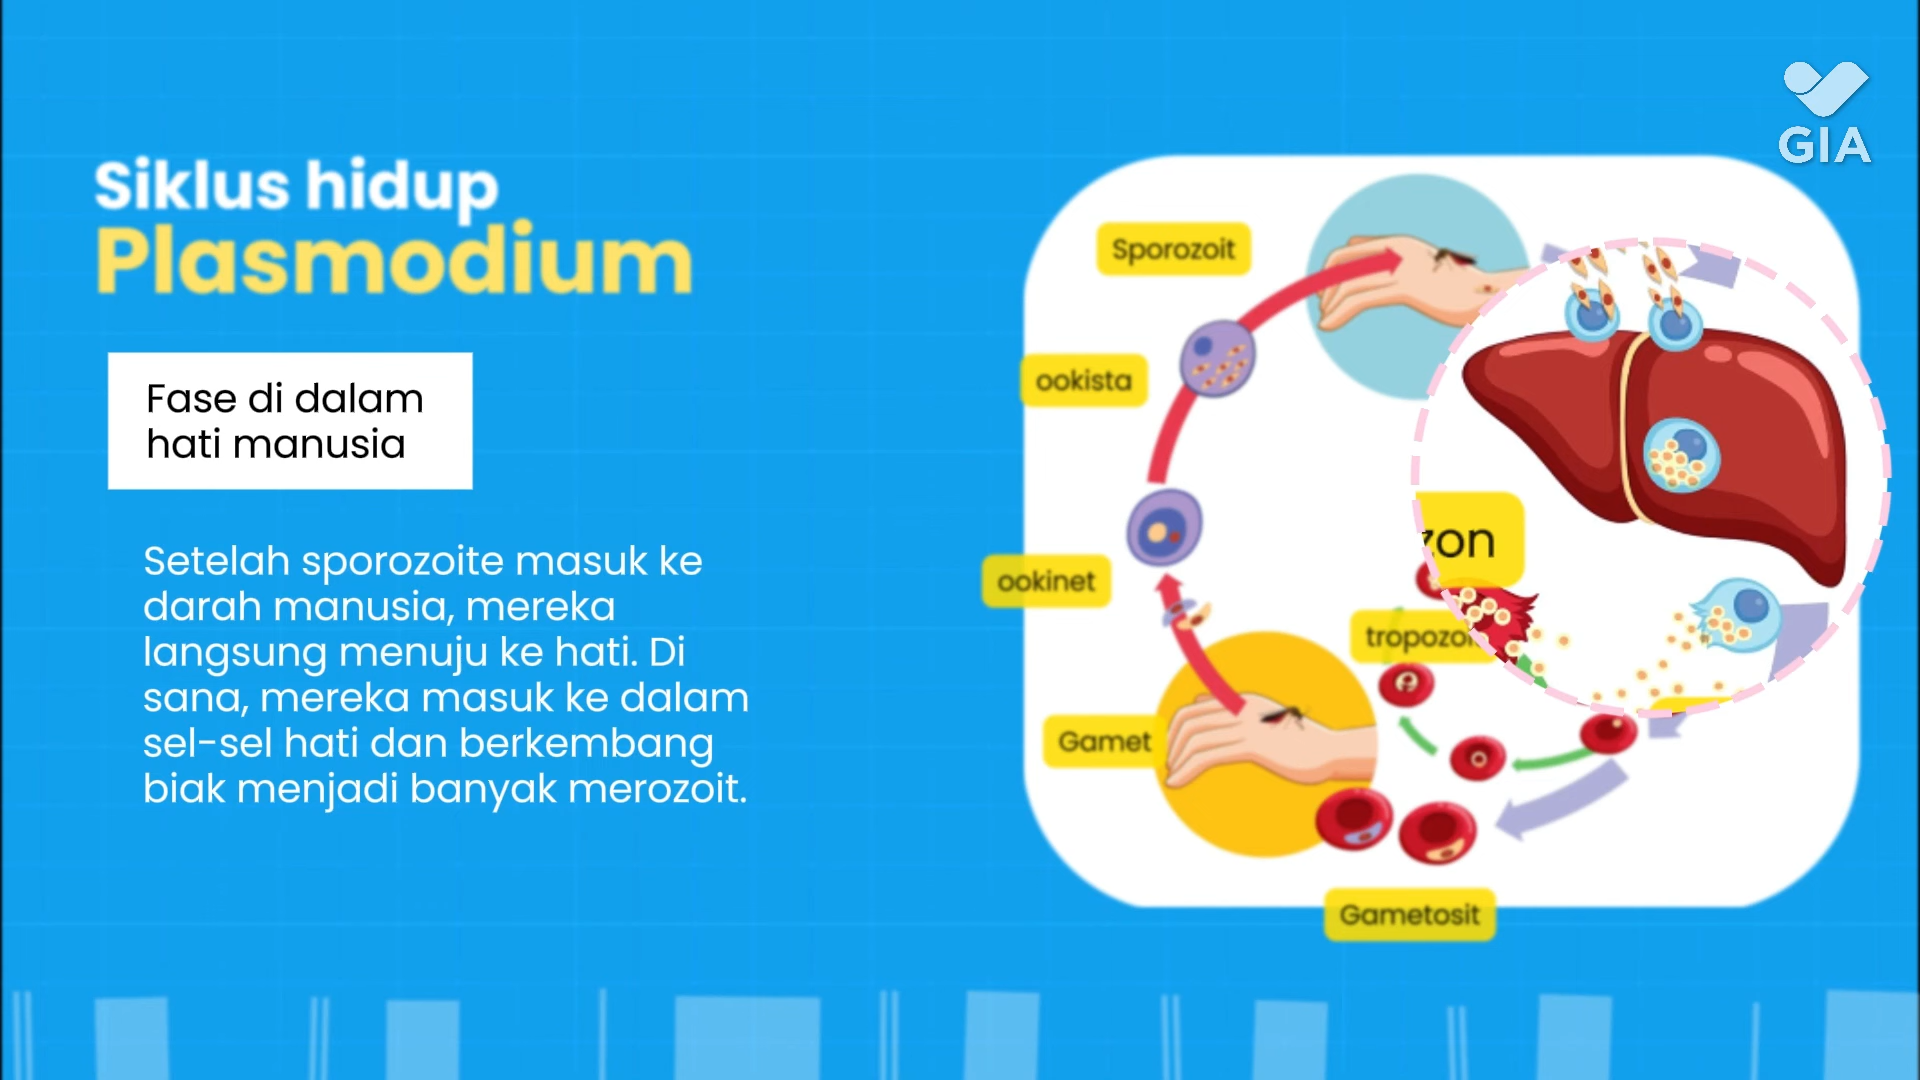 GIA
Siklus hidup
Plasmodium
Fase di dalam
hati manusia
Setelah sporozoite masuk ke
darah manusia, mereka
langsung menuju ke hati. Di
sana, mereka masuk ke dalam
sel-sel hati dan berkembang
biak menjadi banyak merozoit.
Sporozoit
ookista
zon
ookinet
Gamet
Gametosit